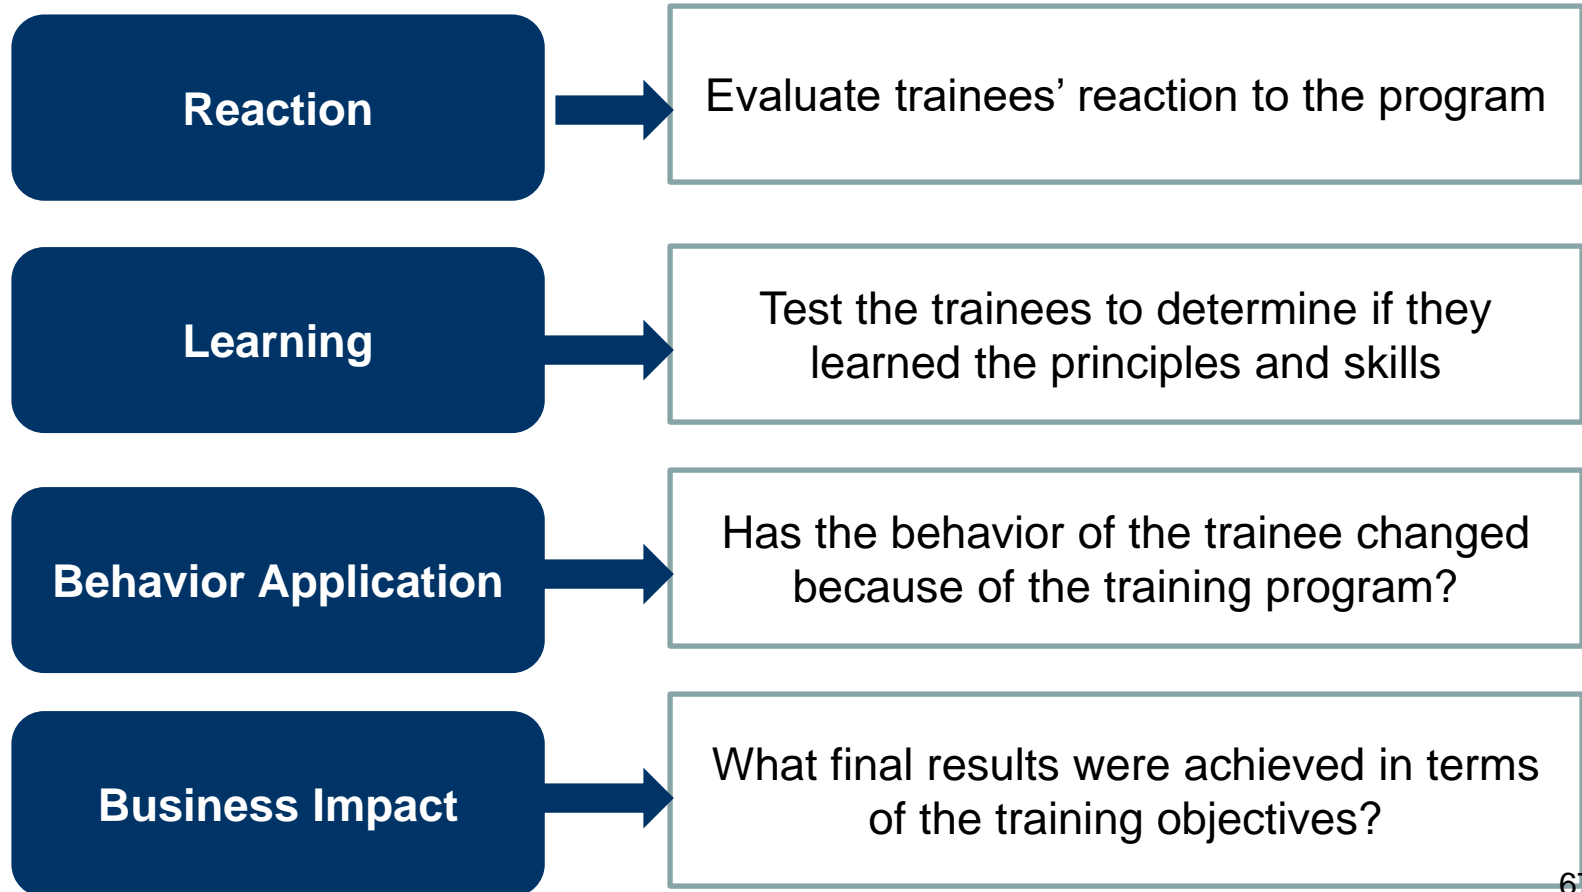 Reaction
Evaluate trainees’ reaction to the program
Learning
Test the trainees to determine if they
learned the principles and skills
Behavior Application
Has the behavior of the trainee changed
because of the training program?
Business Impact
What final results were achieved in terms
of the training objectives?